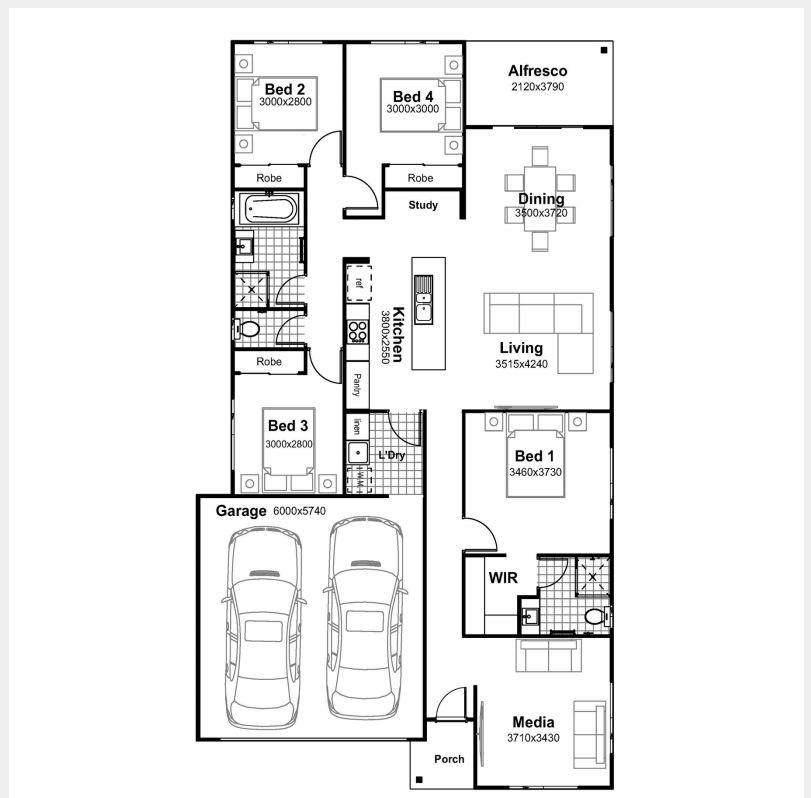 Alfresco
2120x3790
Bed 2
3000x2800
Bed 4
3000x3000
Robe
Robe
Study
Dining
3500x3720
ref
Kitchen
3800x2550
Living
3515x4240
Robe
Pantry
Bed 3
3000x2800
linen
L'Dry
W.M
Bed 1
3460x3730
Garage 6000x5740
WIR
Media
3710x3430
Porch